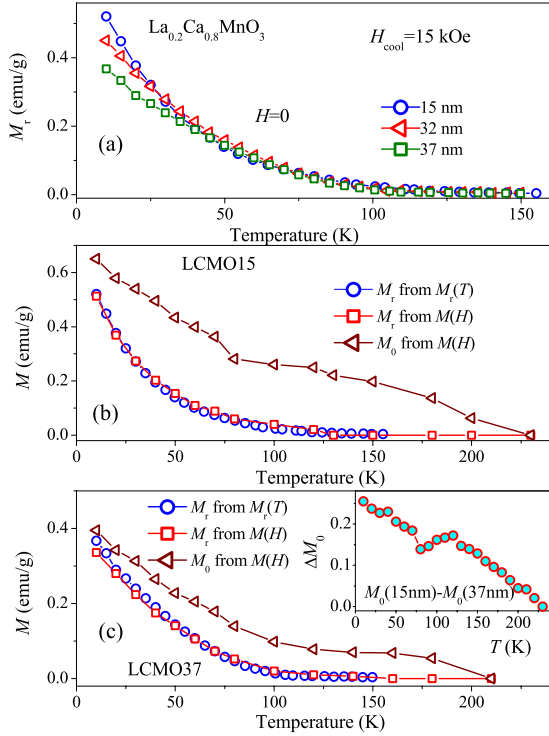 La0.2Ca0.8MnO3
Hcool=15 kOe
H=0
15 nm
32 nm
37 nm
(a)
Mr (emu/g)
0.4
0.2
0.0
0 50 100 150
Temperature (K)
LCMO15
Mr from Mr(T)
Mr from M(H)
M0 from M(H)
(b)
M (emu/g)
0.6
0.4
0.2
0.0
0 50 100 150 200
Temperature (K)
Mr from Mr(T)
Mr from M(H)
M0 from M(H)
(c)
LCMO37
M (emu/g)
0.4
0.2
0.0
0 50 100 150 200
Temperature (K)
ΔM0
0.2
0.1
0.0
M0(15nm)-M0(37nm)
0 50 100 150 200
T (K)